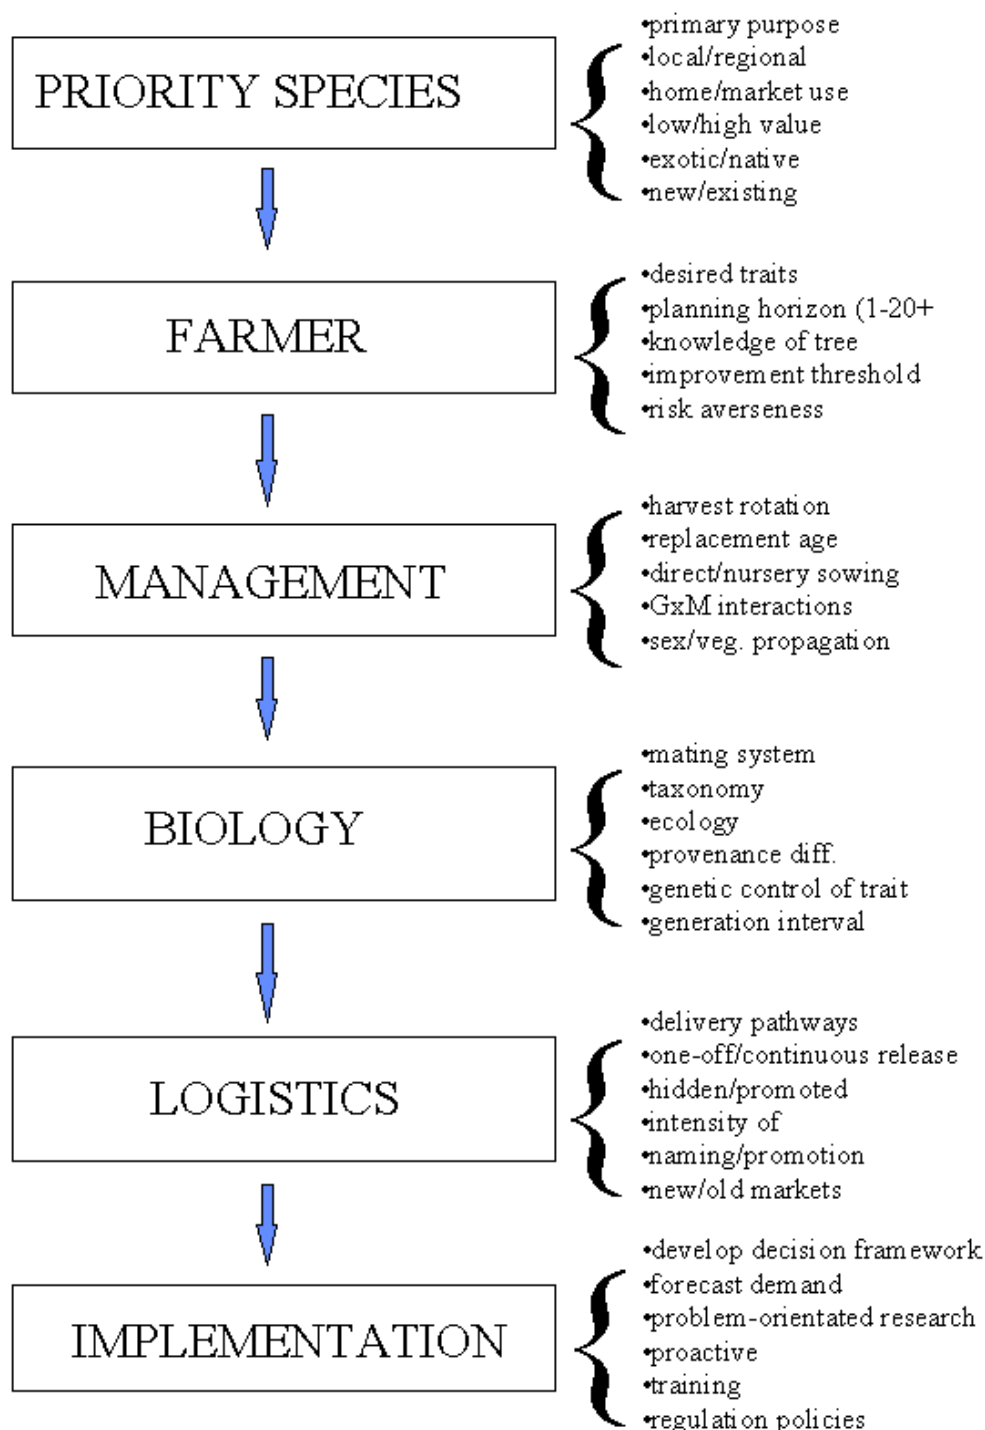 PRIORITY SPECIES
•primary purpose
•local/regional
•home/market use
•low/high value
•exotic/native
•new/existing
FARMER
•desired traits
•planning horizon (1-20+
•knowledge of tree
•improvement threshold
•risk averseness
MANAGEMENT
•harvest rotation
•replacement age
•direct/nursery sowing
•GxM interactions
•sex/veg. propagation
BIOLOGY
•mating system
•taxonomy
•ecology
•provenance diff.
•genetic control of trait
•generation interval
LOGISTICS
•delivery pathways
•one-off/continuous release
•hidden/promoted
•intensity of
•naming/promotion
•new/old markets
IMPLEMENTATION
•develop decision framework
•forecast demand
•problem-orientated research
•proactive
•training
•regulation policies